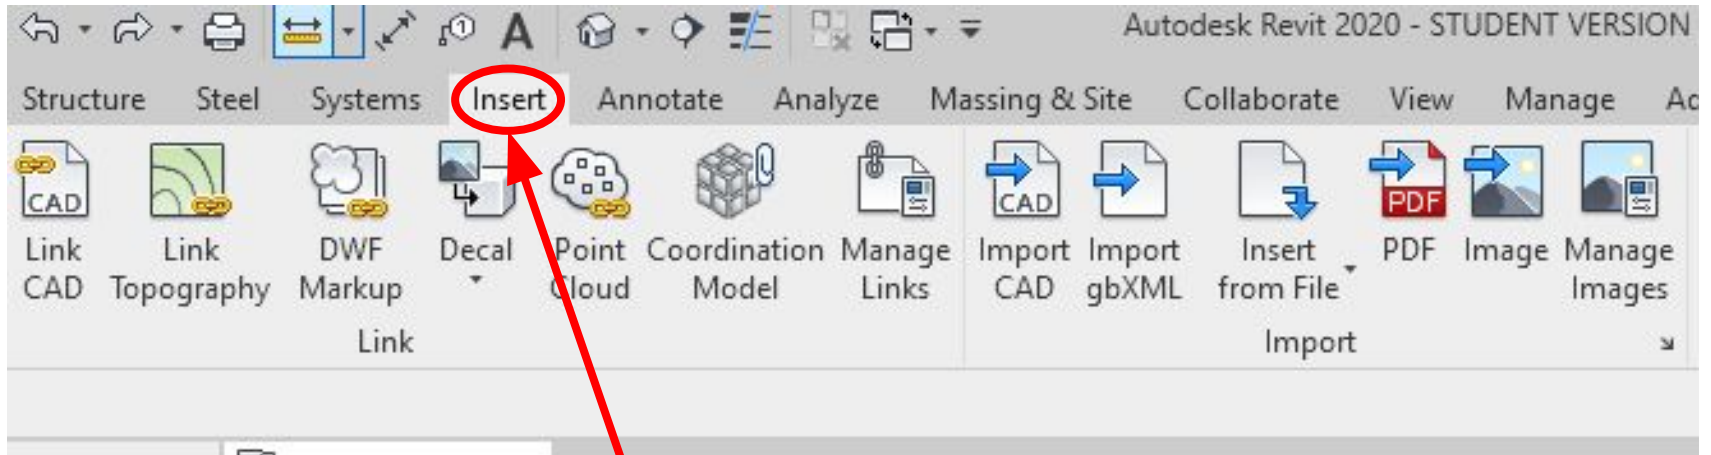 Autodesk Revit 2020 - STUDENT VERSION
Structure Steel Systems Insert Annotate Analyze Massing & Site Collaborate View Manage
CAD CAD PDF
Link Link DWF Decal Point Coordination Manage Import Import Insert PDF Image Manage
CAD Topography Markup Cloud Model Links CAD gbXML from File Images
Link Import